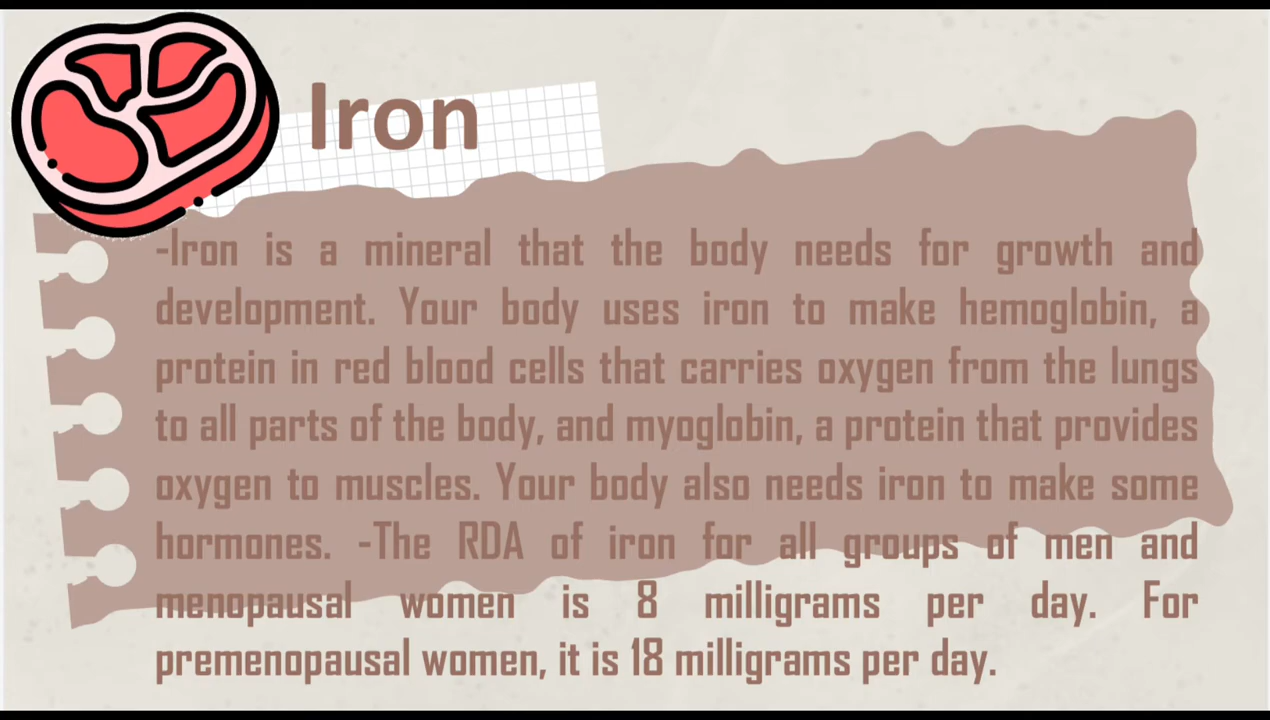 Iron
-Iron is a mineral that the body needs for growth and
development. Your body uses iron to make hemoglobin, a
protein in red blood cells that carries oxygen from the lungs
to all parts of the body, and myoglobin, a protein that provides
oxygen to muscles. Your body also needs iron to make some
hormones. -The RDA of iron for all groups of men and
menopausal women is 8 milligrams per day. For
premenopausal women, it is 18 milligrams per day.